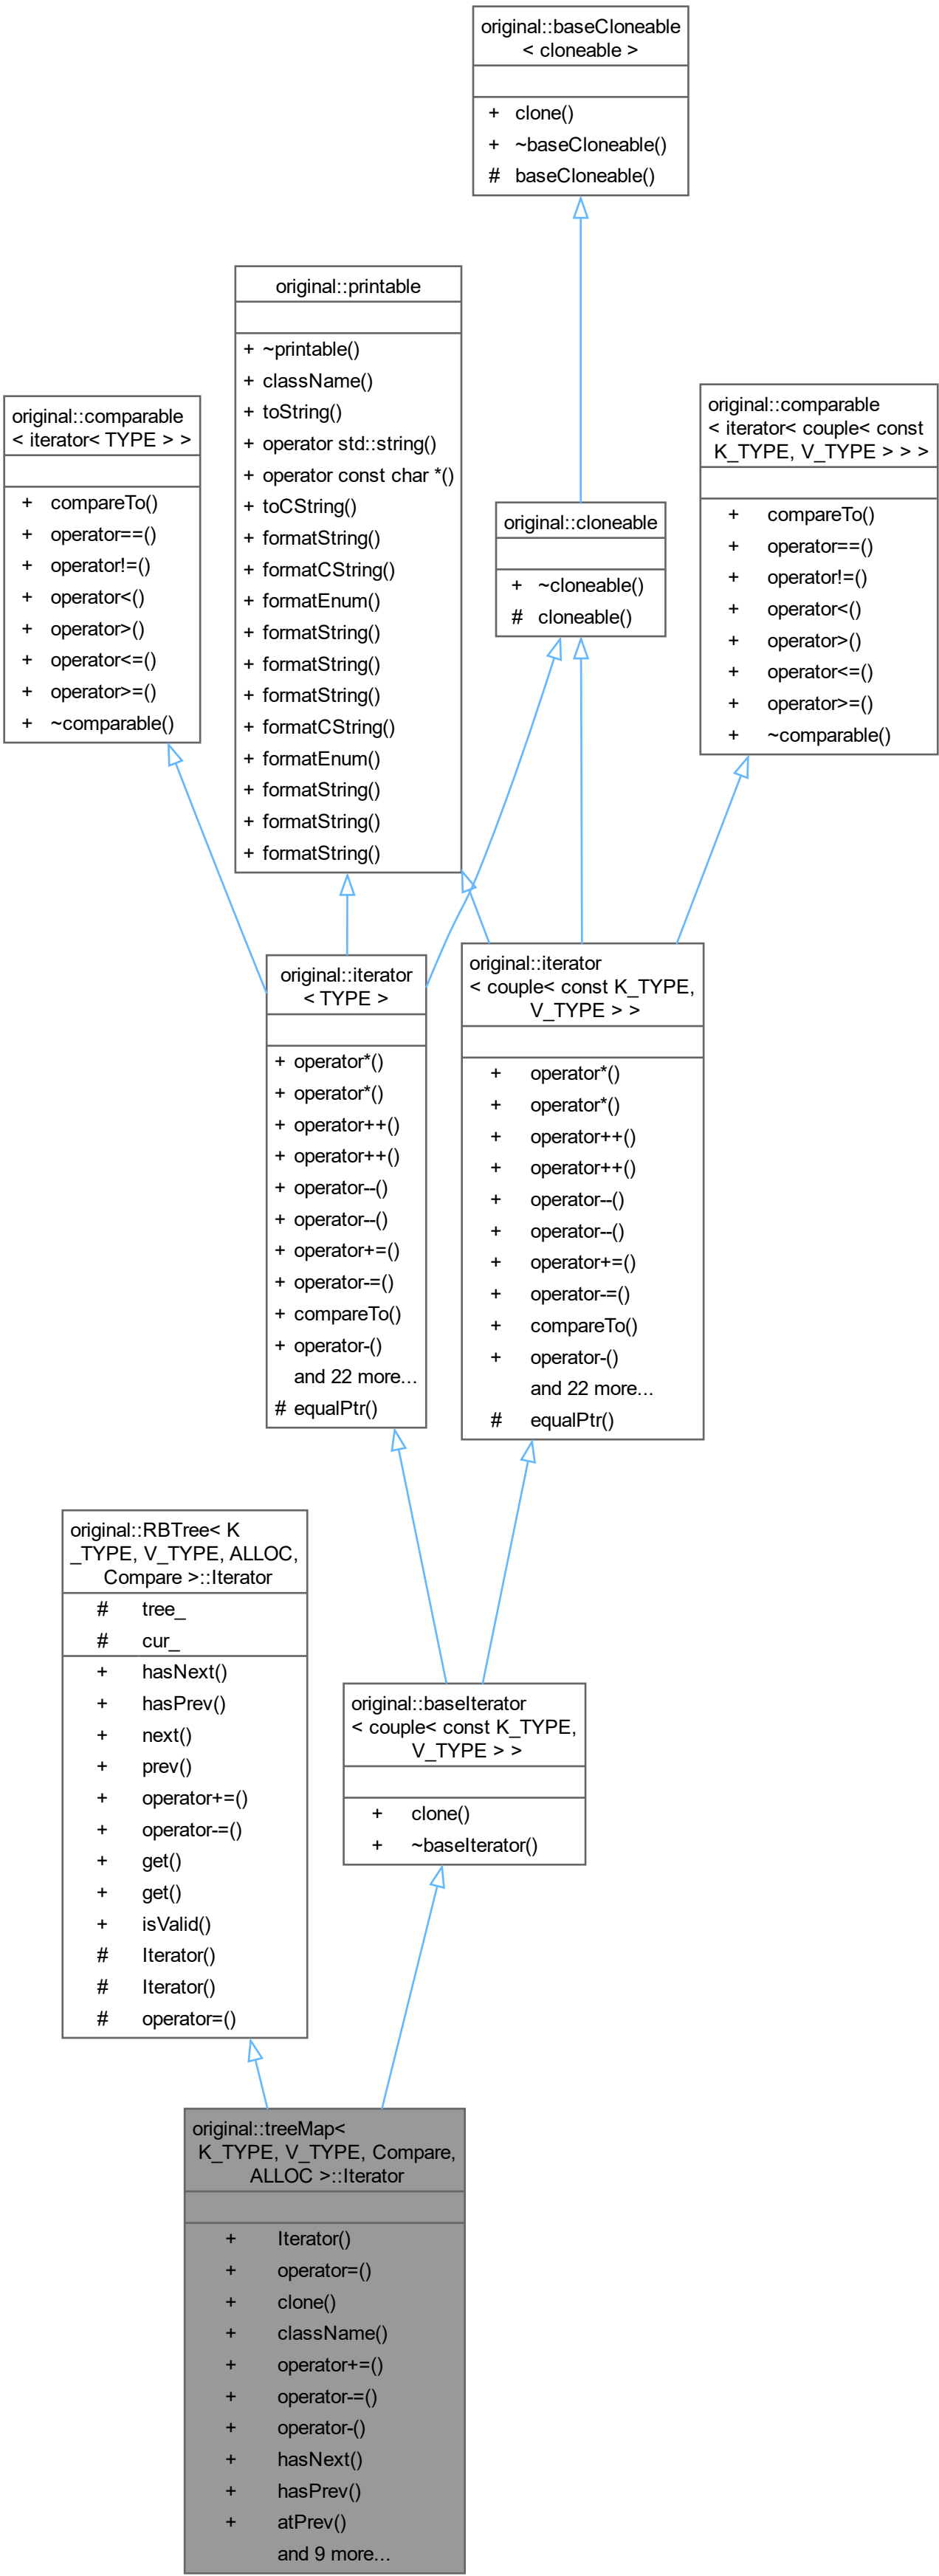 original::baseCloneable
< cloneable >
+ clone()
+ ~baseCloneable()
# baseCloneable()
original::printable
+ ~printable()
+ className()
+ toString()
+ operator std::string()
+ operator const char *()
+ toCString()
+ formatString()
+ formatCString()
+ formatEnum()
+ formatString()
+ formatString()
+ formatString()
+ formatCString()
+ formatEnum()
+ formatString()
+ formatString()
+ formatString()
original::comparable
< iterator< TYPE > >
+ compareTo()
+ operator==()
+ operator!=()
+ operator<()
+ operator>()
+ operator<=()
+ operator>=()
+ ~comparable()
original::cloneable
+ ~cloneable()
# cloneable()
original::comparable
< iterator< couple< const
K_TYPE, V_TYPE > > >
+ compareTo()
+ operator==()
+ operator!=()
+ operator<()
+ operator>()
+ operator<=()
+ operator>=()
+ ~comparable()
original::iterator
< TYPE >
+ operator*()
+ operator*()
+ operator++()
+ operator++()
+ operator--()
+ operator--()
+ operator+=()
+ operator-=()
+ compareTo()
+ operator-()
and 22 more...
# equalPtr()
original::iterator
< couple< const K_TYPE,
V_TYPE > >
+ operator*()
+ operator*()
+ operator++()
+ operator++()
+ operator--()
+ operator--()
+ operator+=()
+ operator-=()
+ compareTo()
+ operator-()
and 22 more...
# equalPtr()
original::RBTree< K
_TYPE, V_TYPE, ALLOC,
Compare >::Iterator
# tree_
# cur_
+ hasNext()
+ hasPrev()
+ next()
+ prev()
+ operator+=()
+ operator-=()
+ get()
+ get()
+ isValid()
# Iterator()
# Iterator()
# operator=()
original::baseIterator
< couple< const K_TYPE,
V_TYPE > >
+ clone()
+ ~baseIterator()
original::treeMap<
K_TYPE, V_TYPE, Compare,
ALLOC >::Iterator
+ Iterator()
+ operator=()
+ clone()
+ className()
+ operator+=()
+ operator-=()
+ operator-()
+ hasNext()
+ hasPrev()
+ atPrev()
and 9 more...